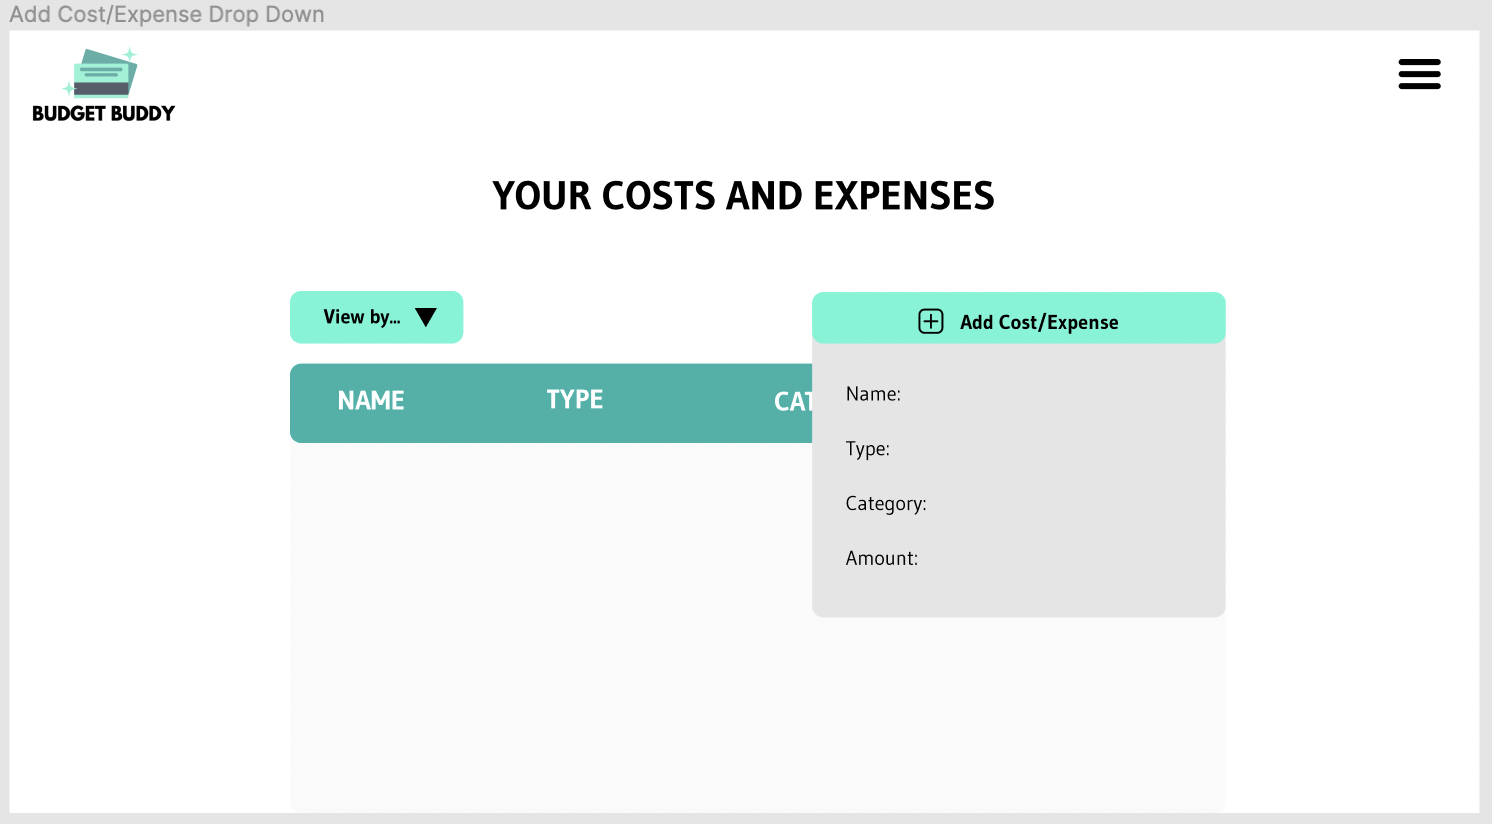 Add Cost/Expense Drop Down
BUDGET BUDDY
YOUR COSTS AND EXPENSES
View by...
Add Cost/Expense
NAME TYPE CAT
Name:
Type:
Category:
Amount: